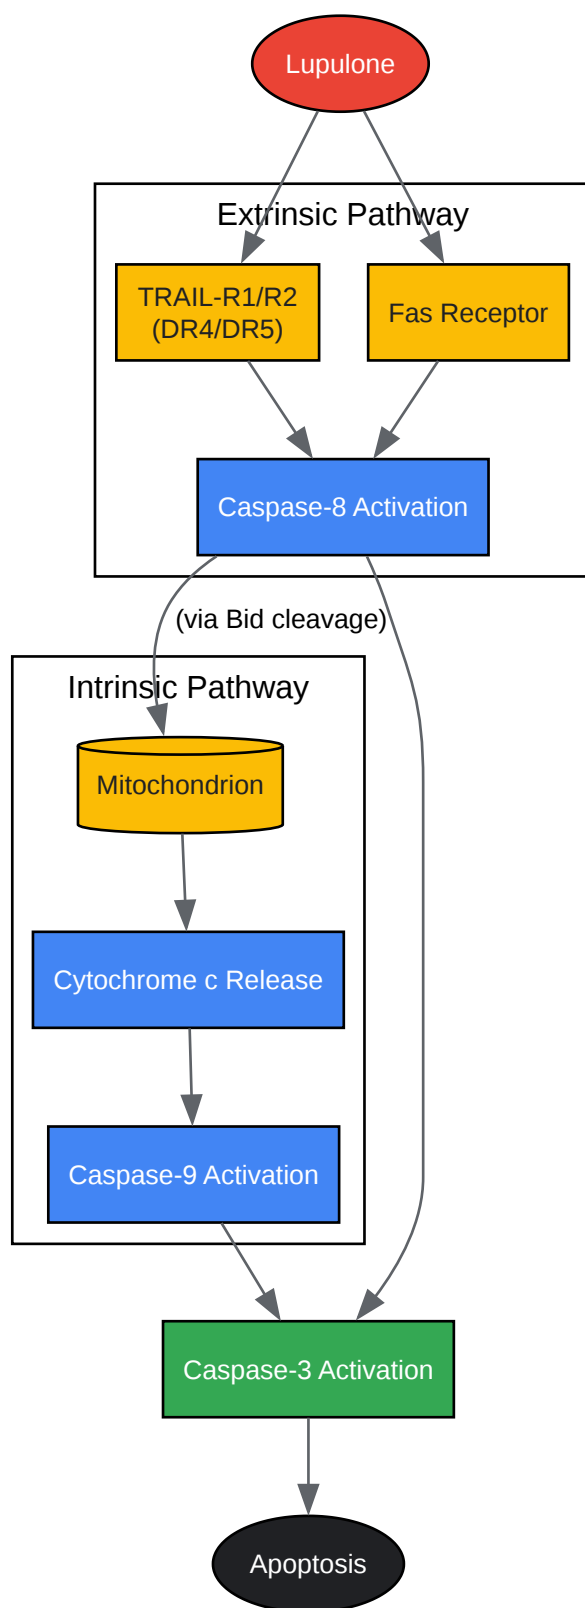 Lupulone
Extrinsic Pathway
TRAIL-R1/R2
(DR4/DR5)
Fas Receptor
Caspase-8 Activation
(via Bid cleavage)
Intrinsic Pathway
Mitochondrion
Cytochrome c Release
Caspase-9 Activation
Caspase-3 Activation
Apoptosis